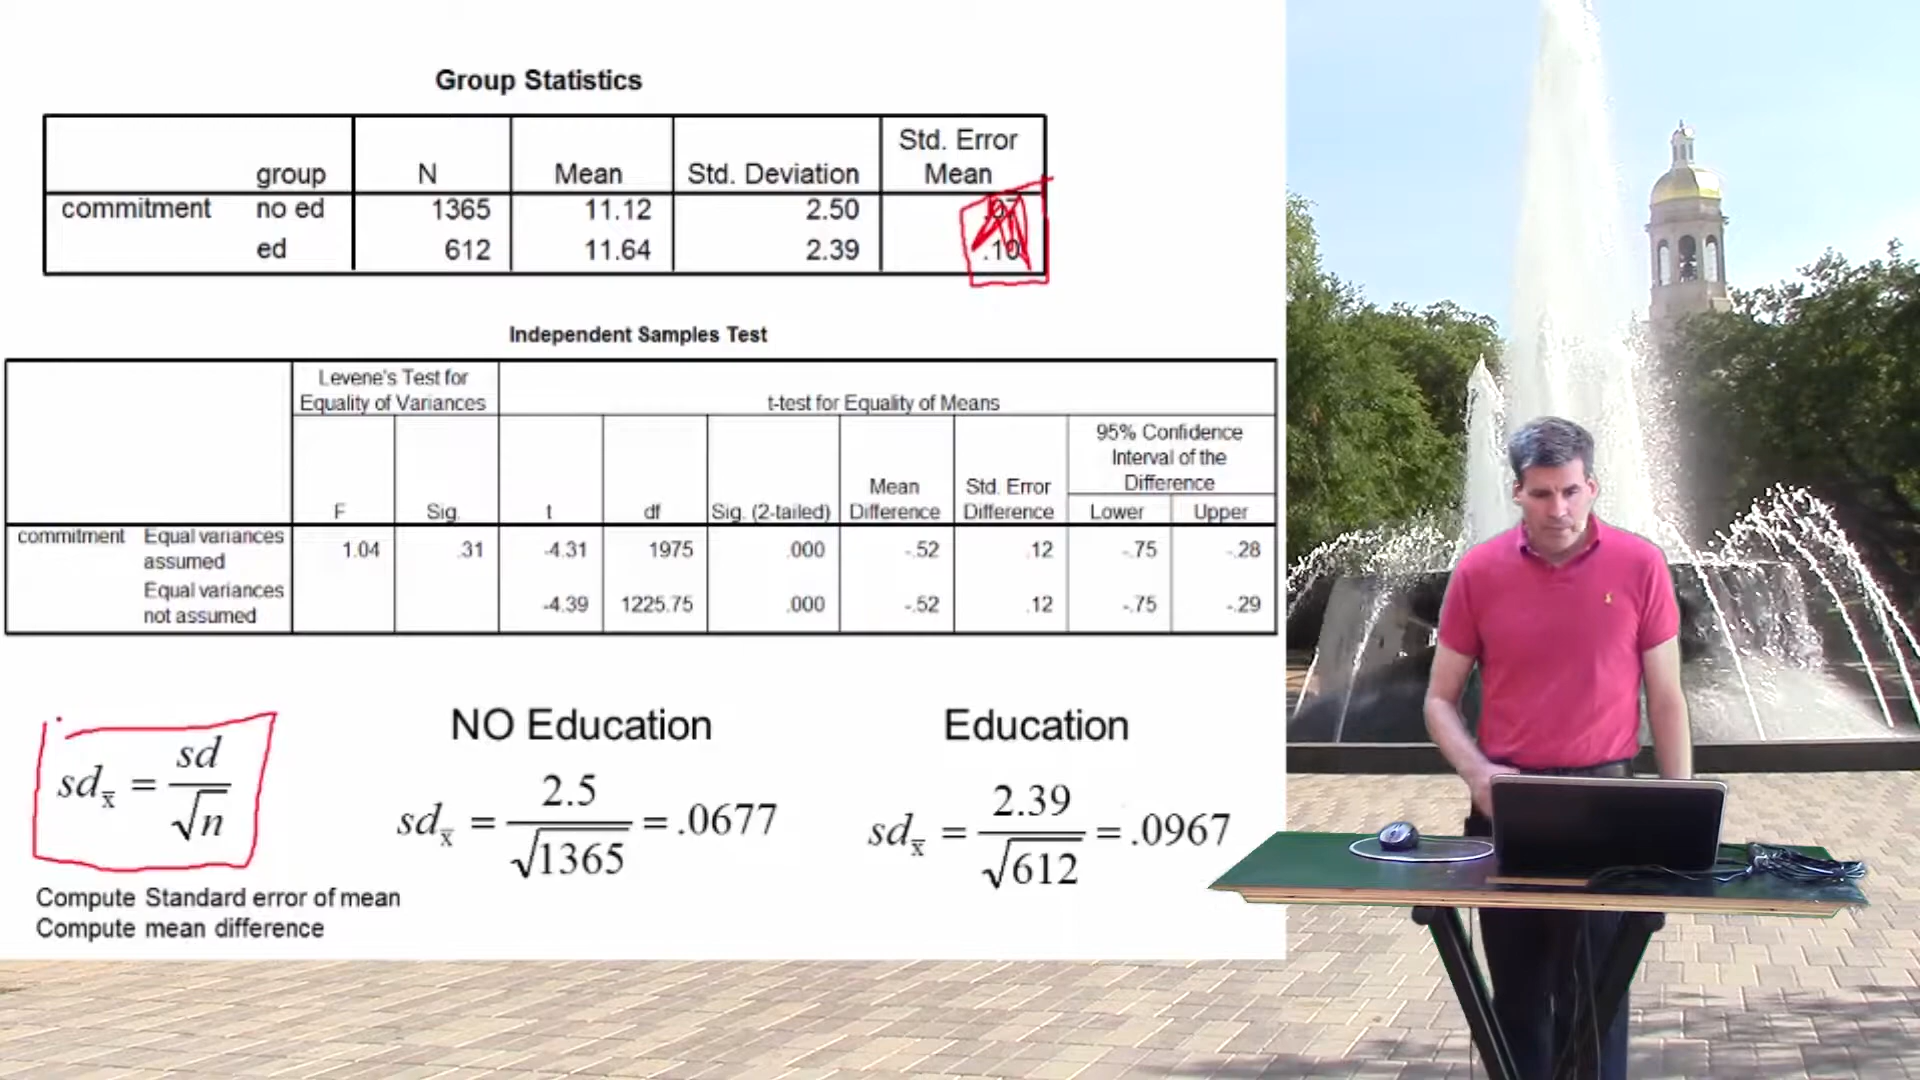 Group Statistics
group N Mean Std. Deviation Std. Error Mean
commitment no ed 1365 11.12 2.50 .07
ed 612 11.64 2.39 .10
Independent Samples Test
Levene's Test for Equality of Variances t-test for Equality of Means
95% Confidence Interval of the Difference
F Sig. t df Sig. (2-tailed) Mean Difference Std. Error Difference Lower Upper
commitment Equal variances assumed 1.04 .31 -4.31 1975 .000 -.52 .12 -.75 -.28
Equal variances not assumed -4.39 1225.75 .000 -.52 .12 -.75 -.29
NO Education Education
sd_x̄ = sd/√n
sd_x̄ = 2.5/√1365 = .0677
sd_x̄ = 2.39/√612 = .0967
Compute Standard error of mean
Compute mean difference